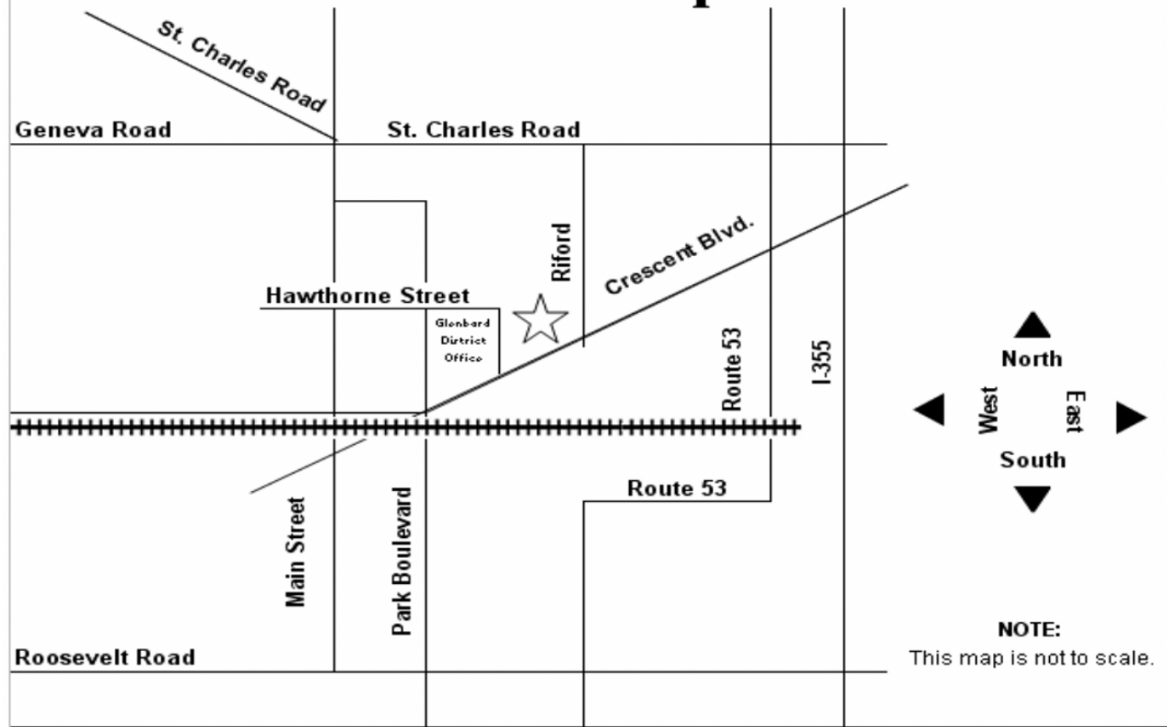 St. Charles Road
Geneva Road
St. Charles Road
Riford
Crescent Blvd.
Hawthorne Street
Glenbard
District
Office
Route 53
I-355
North
West
East
South
Route 53
Main Street
Park Boulevard
NOTE:
This map is not to scale.
Roosevelt Road